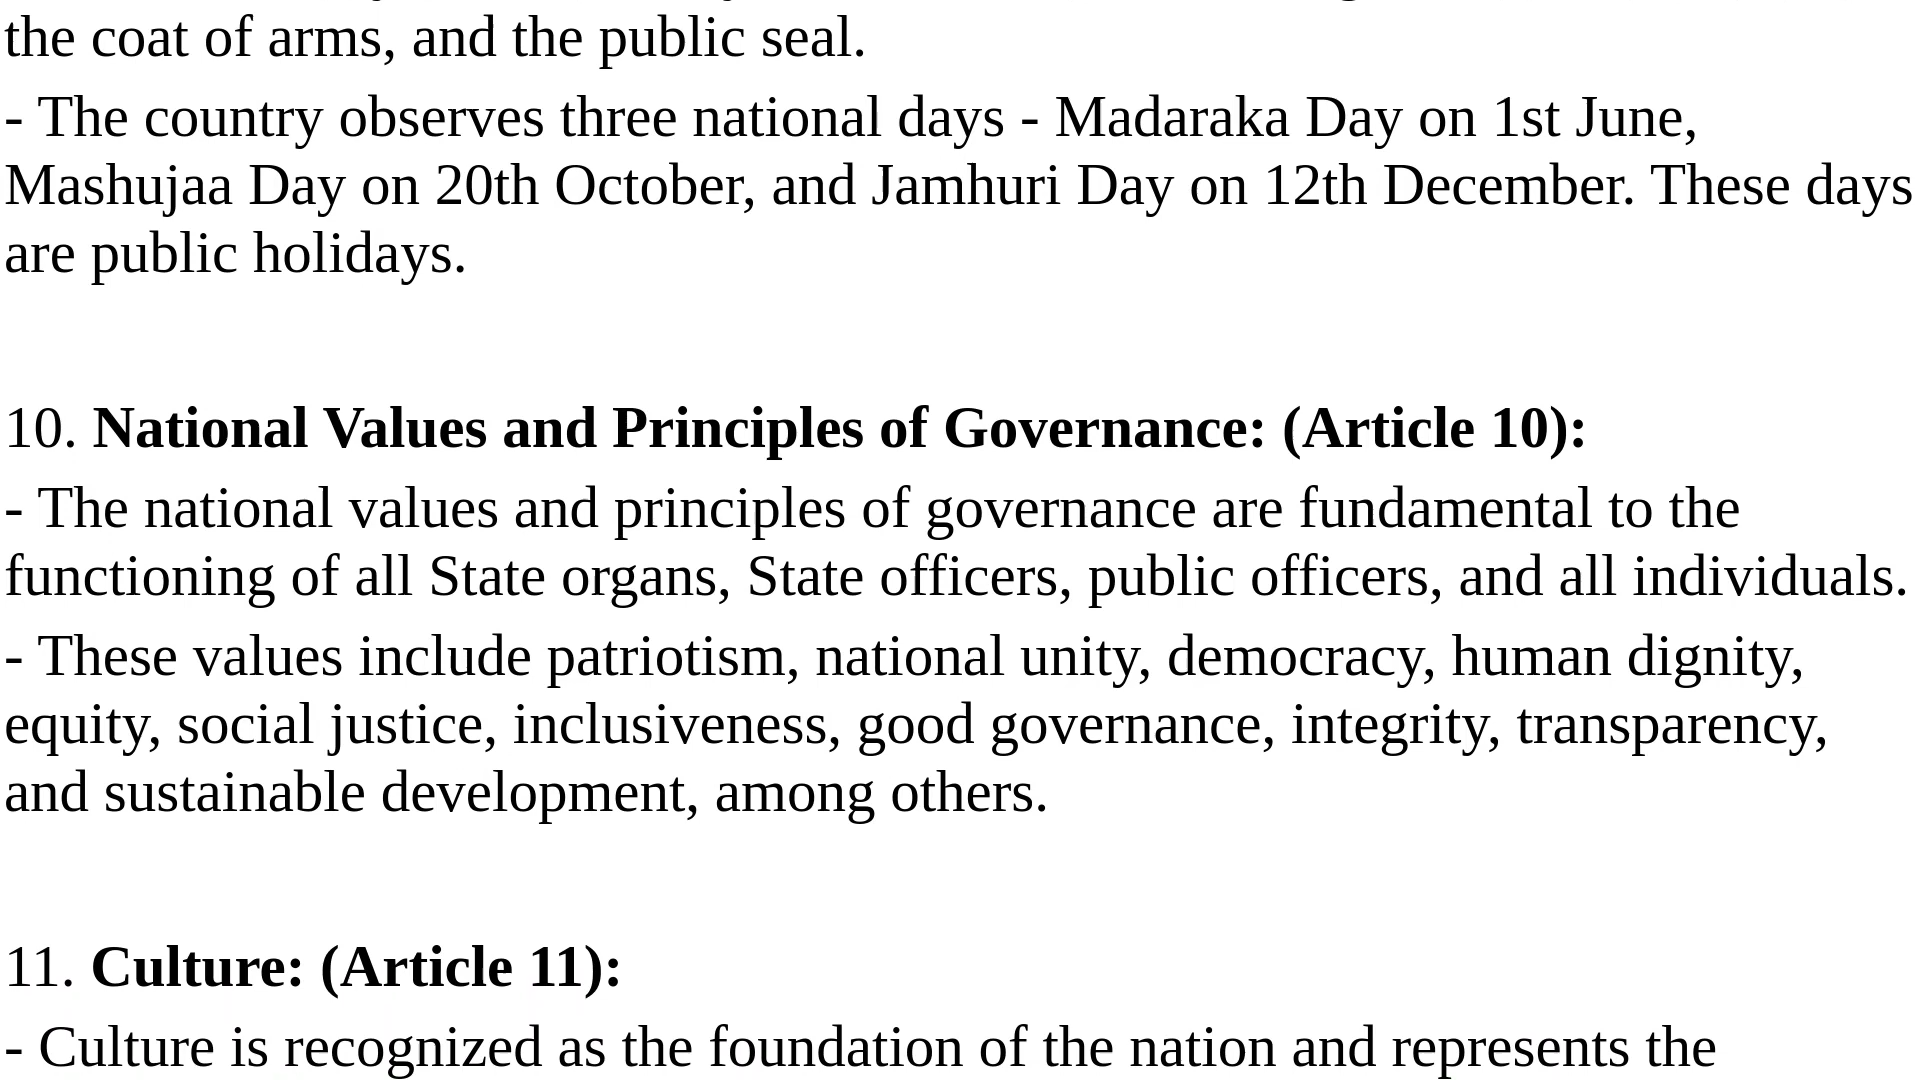 the coat of arms, and the public seal.
- The country observes three national days - Madaraka Day on 1st June,
Mashujaa Day on 20th October, and Jamhuri Day on 12th December. These days
are public holidays.
10. National Values and Principles of Governance: (Article 10):
- The national values and principles of governance are fundamental to the
functioning of all State organs, State officers, public officers, and all individuals.
- These values include patriotism, national unity, democracy, human dignity,
equity, social justice, inclusiveness, good governance, integrity, transparency,
and sustainable development, among others.
11. Culture: (Article 11):
- Culture is recognized as the foundation of the nation and represents the